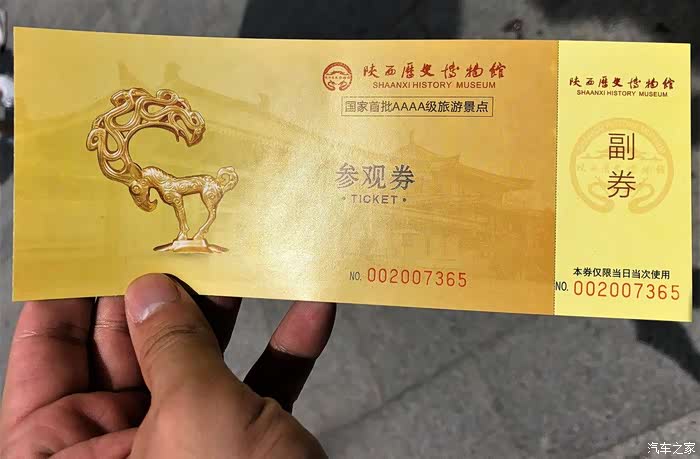 陕西历史博物馆
SHAANXI HISTORY MUSEUM
国家首批AAAA级旅游景点
参观券
·TICKET·
NO. 002007365
陕西历史博物馆
SHAANXI HISTORY MUSEUM
副
券
本券仅限当日当次使用
NO. 002007365
汽车之家